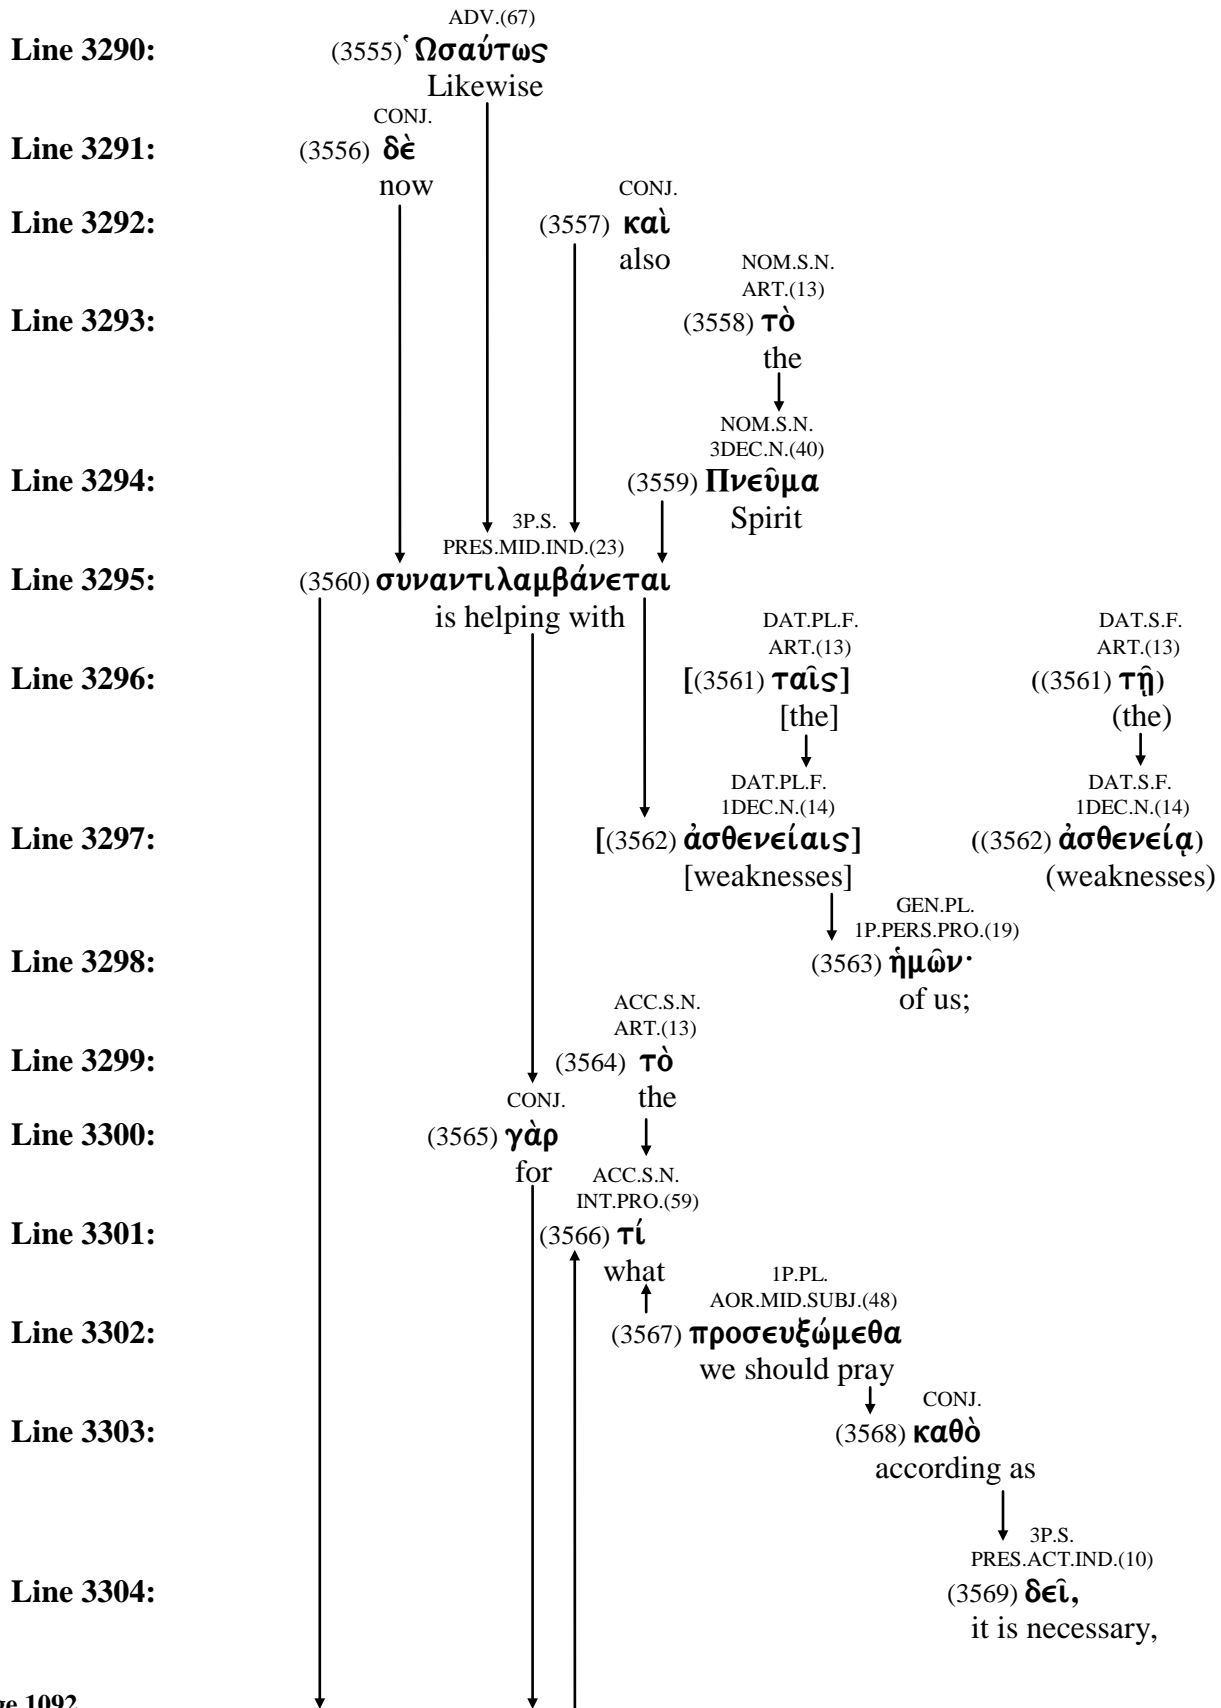 ADV.(67)
Line 3290: (3555) Ὡσαύτως
Likewise
CONJ.
Line 3291: (3556) δὲ
now CONJ.
Line 3292: (3557) καὶ
also NOM.S.N.
ART.(13)
Line 3293: (3558) τὸ
the
NOM.S.N.
3DEC.N.(40)
Line 3294: (3559) Πνεῦμα
3P.S. Spirit
PRES.MID.IND.(23)
Line 3295: (3560) συναντιλαμβάνεται
is helping with DAT.PL.F. DAT.S.F.
ART.(13) ART.(13)
Line 3296: [(3561) ταῖς] ((3561) τῇ)
[the] (the)
DAT.PL.F. DAT.S.F.
1DEC.N.(14) 1DEC.N.(14)
Line 3297: [(3562) ἀσθενείαις] ((3562) ἀσθενείᾳ)
[weaknesses] (weaknesses)
GEN.PL.
1P.PERS.PRO.(19)
Line 3298: (3563) ἡμῶν·
ACC.S.N. of us;
ART.(13)
Line 3299: (3564) τὸ
CONJ. the
Line 3300: (3565) γὰρ
for ACC.S.N.
INT.PRO.(59)
Line 3301: (3566) τί
what 1P.PL.
AOR.MID.SUBJ.(48)
Line 3302: (3567) προσευξώμεθα
we should pray
CONJ.
Line 3303: (3568) καθὸ
according as
3P.S.
PRES.ACT.IND.(10)
Line 3304: (3569) δεῖ,
it is necessary,
ge 1092